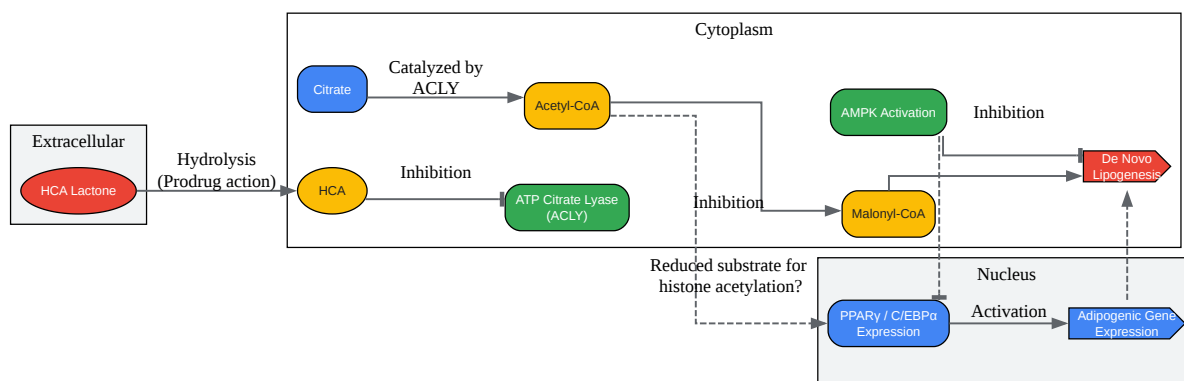 Cytoplasm
Catalyzed by
ACLY
Citrate
Acetyl-CoA
AMPK Activation
Inhibition
Extracellular
Hydrolysis
(Prodrug action)
HCA Lactone
HCA
Inhibition
ATP Citrate Lyase
(ACLY)
Inhibition
Malonyl-CoA
De Novo
Lipogenesis
Reduced substrate for
histone acetylation?
Nucleus
PPARγ / C/EBPα
Expression
Activation
Adipogenic Gene
Expression